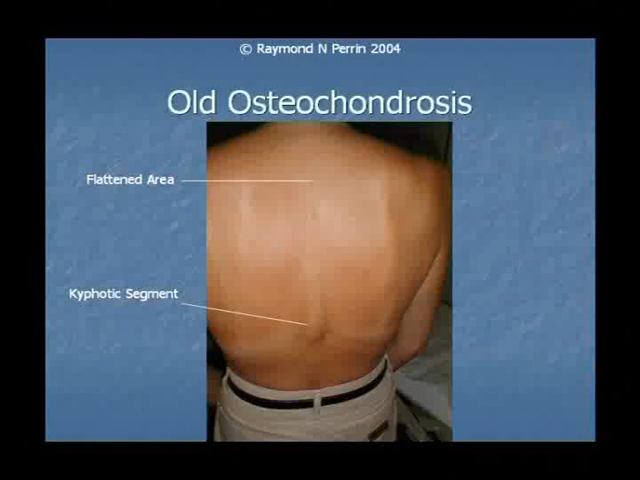 © Raymond N Perrin 2004
Old Osteochondrosis
Flattened Area
Kyphotic Segment